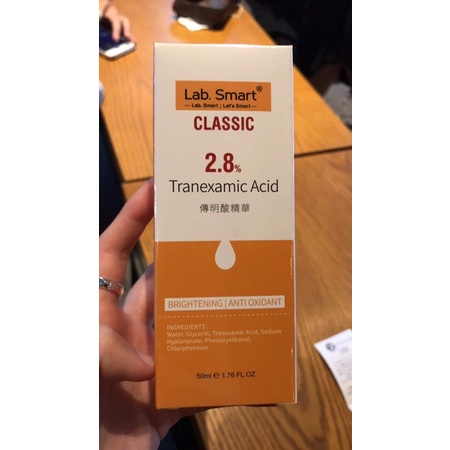 Lab. Smart®
— Lab. Smart ; Let's Smart —
CLASSIC
2.8%
Tranexamic Acid
傳明酸精華
BRIGHTENING | ANTI OXIDANT
INGREDIENTS :
Water, Glycerin, Tranexamic Acid, Sodium
Hyaluronate, Phenoxyethanol,
Chlorphenesin.
50ml ℮ 1.76 FL OZ